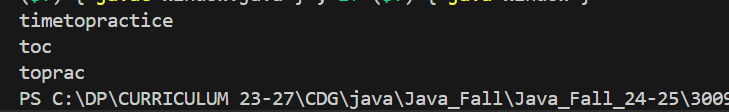 timetopractice
toc
toprac
PS C:\DP\CURRICULUM 23-27\CDG\java\Java_Fall\Java_Fall_24-25\3009